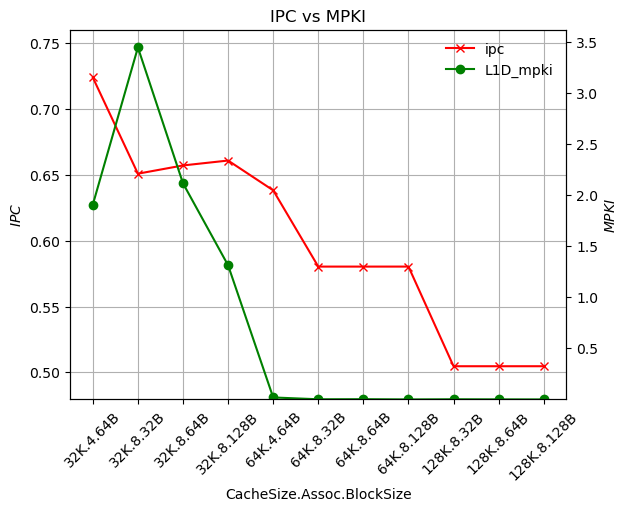 IPC vs MPKI
ipc
L1D_mpki
0.75
0.70
0.65
0.60
0.55
0.50
IPC
3.5
3.0
2.5
2.0
1.5
1.0
0.5
MPKI
32K.4.64B
32K.8.32B
32K.8.64B
32K.8.128B
64K.4.64B
64K.8.32B
64K.8.64B
64K.8.128B
128K.8.32B
128K.8.64B
128K.8.128B
CacheSize.Assoc.BlockSize